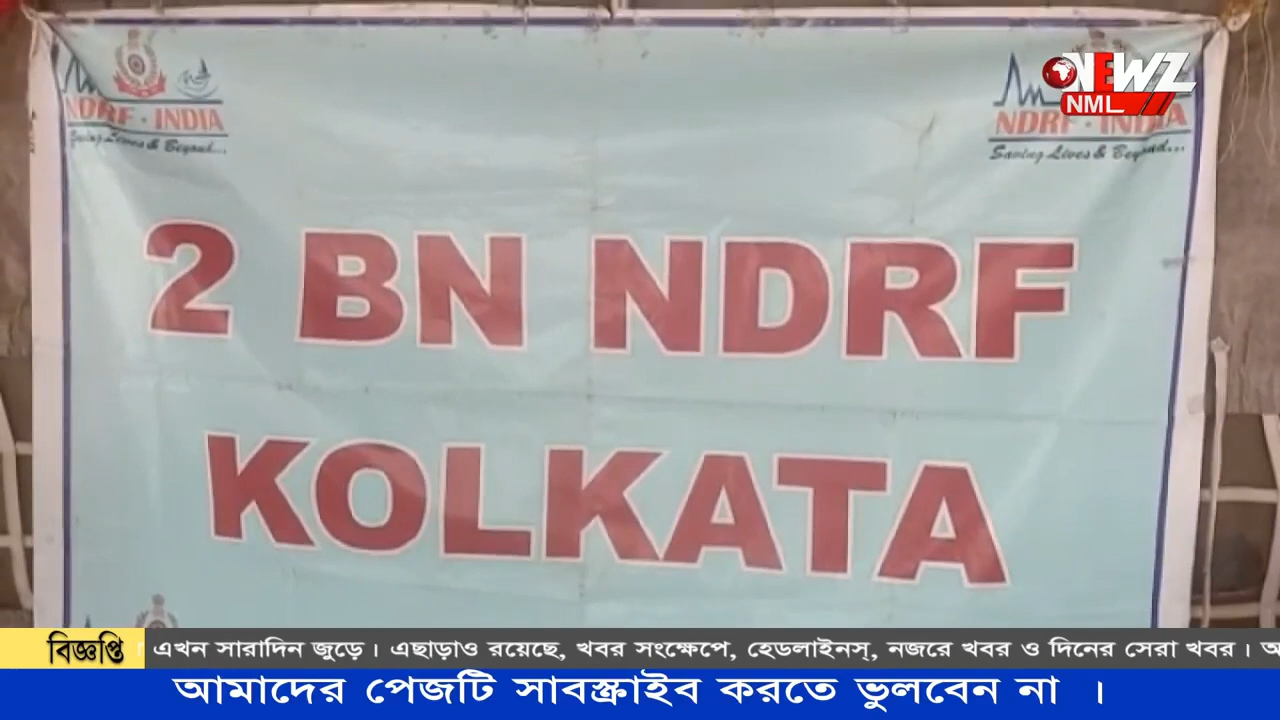 NDRF - INDIA
Saving Lives & Beyond...
NEWZ
NML
NDRF - INDIA
Saving Lives & Beyond...
2 BN NDRF
KOLKATA
বিজ্ঞপ্তি
এখন সারাদিন জুড়ে। এছাড়াও রয়েছে, খবর সংক্ষেপে, হেডলাইনস্, নজরে খবর ও দিনের সেরা খবর।
আমাদের পেজটি সাবস্ক্রাইব করতে ভুলবেন না ।